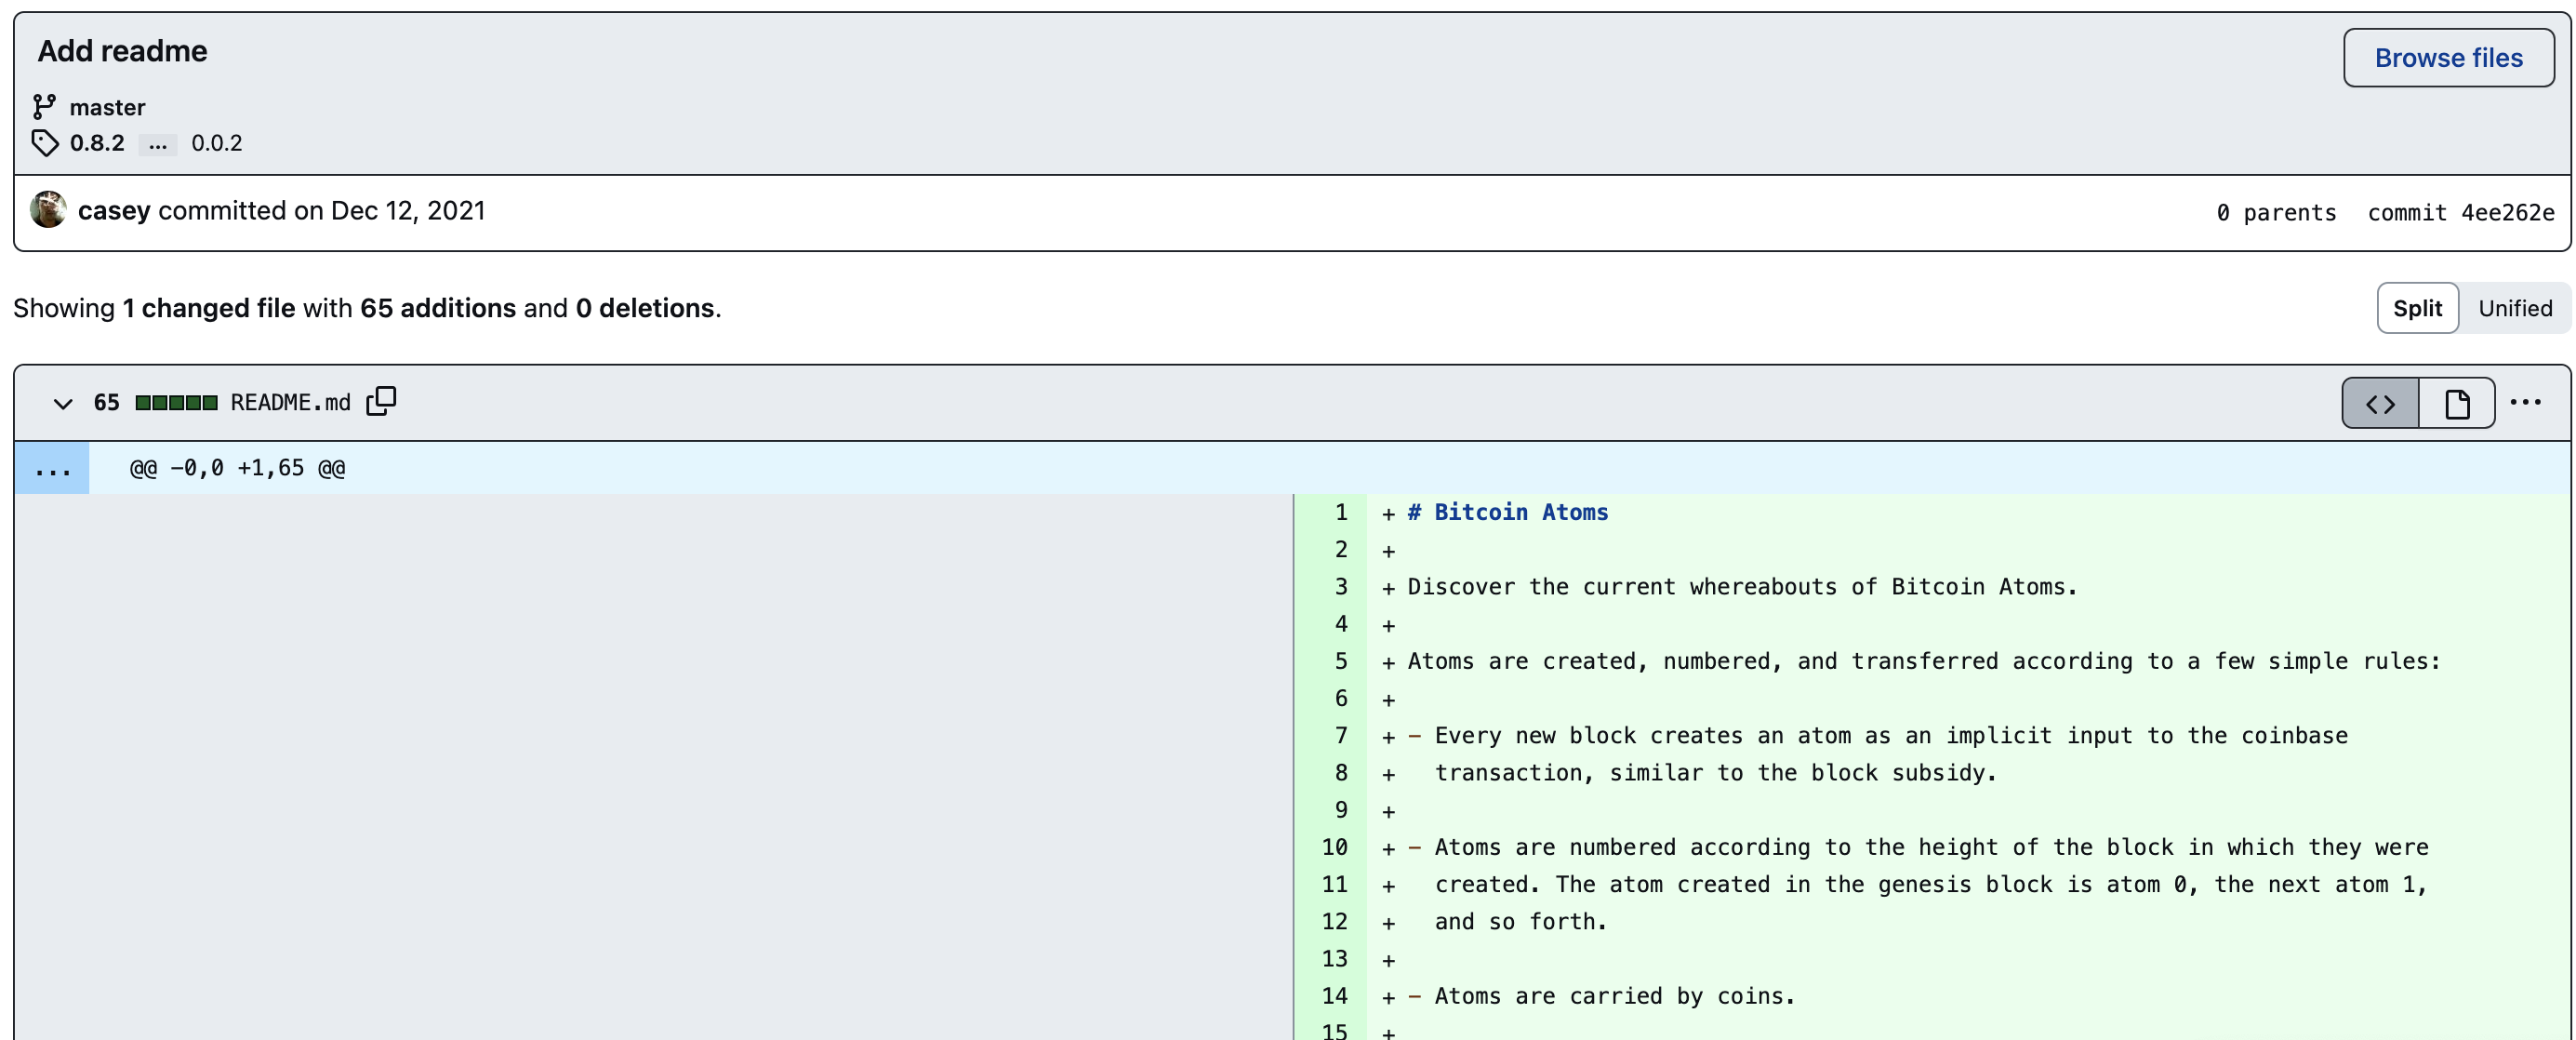 Add readme
Browse files
master
0.8.2 ... 0.0.2
casey committed on Dec 12, 2021
0 parents commit 4ee262e
Showing 1 changed file with 65 additions and 0 deletions.
Split Unified
65 README.md
... @@ -0,0 +1,65 @@
1 + # Bitcoin Atoms
2 +
3 + Discover the current whereabouts of Bitcoin Atoms.
4 +
5 + Atoms are created, numbered, and transferred according to a few simple rules:
6 +
7 + - Every new block creates an atom as an implicit input to the coinbase
8 + transaction, similar to the block subsidy.
9 +
10 + - Atoms are numbered according to the height of the block in which they were
11 + created. The atom created in the genesis block is atom 0, the next atom 1,
12 + and so forth.
13 +
14 + - Atoms are carried by coins.
15 +